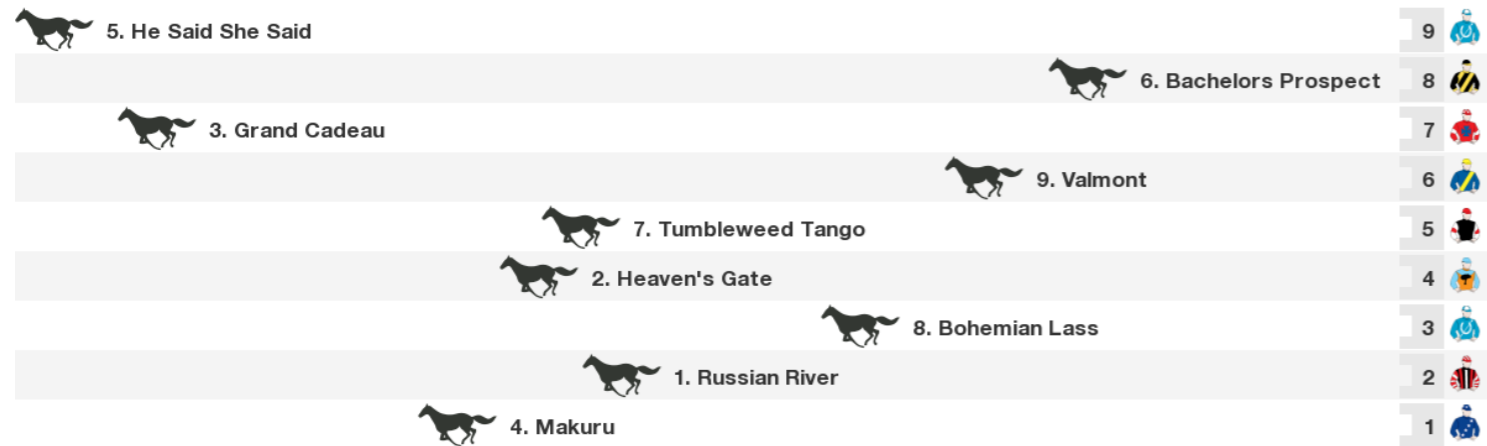 5. He Said She Said 9
6. Bachelors Prospect 8
3. Grand Cadeau 7
9. Valmont 6
7. Tumbleweed Tango 5
2. Heaven's Gate 4
8. Bohemian Lass 3
1. Russian River 2
4. Makuru 1